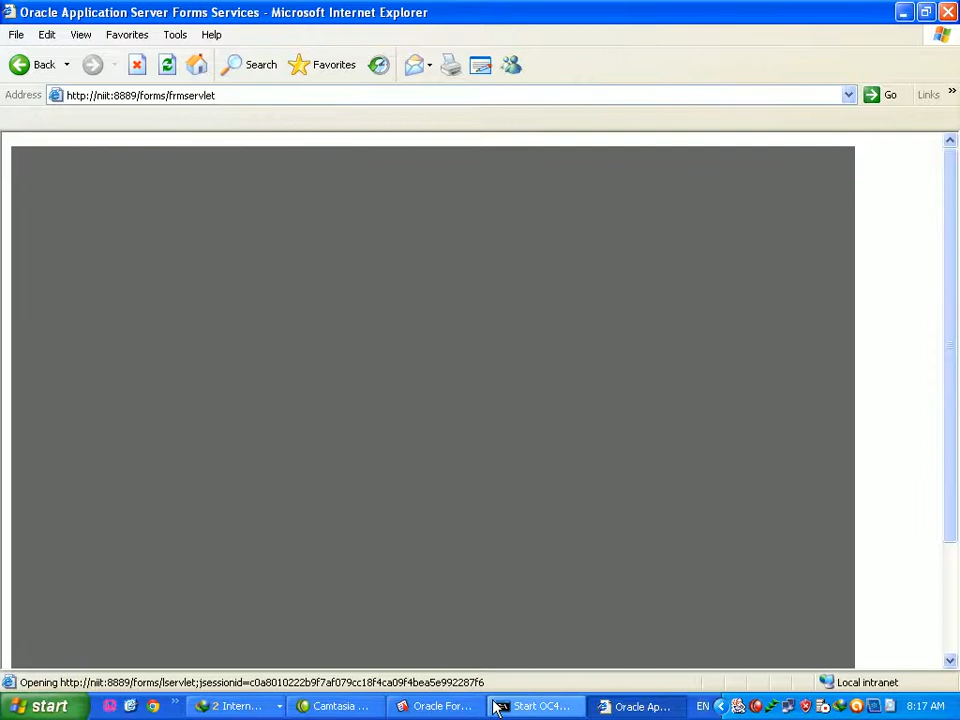 Oracle Application Server Forms Services - Microsoft Internet Explorer
File Edit View Favorites Tools Help
Back Search Favorites
Address http://niit:8889/forms/frmservlet Go Links »
Opening http://niit:8889/forms/lservlet;jsessionid=c0a8010222b9f7af079cc18f4ca09f4bea5e992287f6 Local intranet
start » 2 Intern... Camtasia ... Oracle For... Start OC4... Oracle Ap... EN 8:17 AM